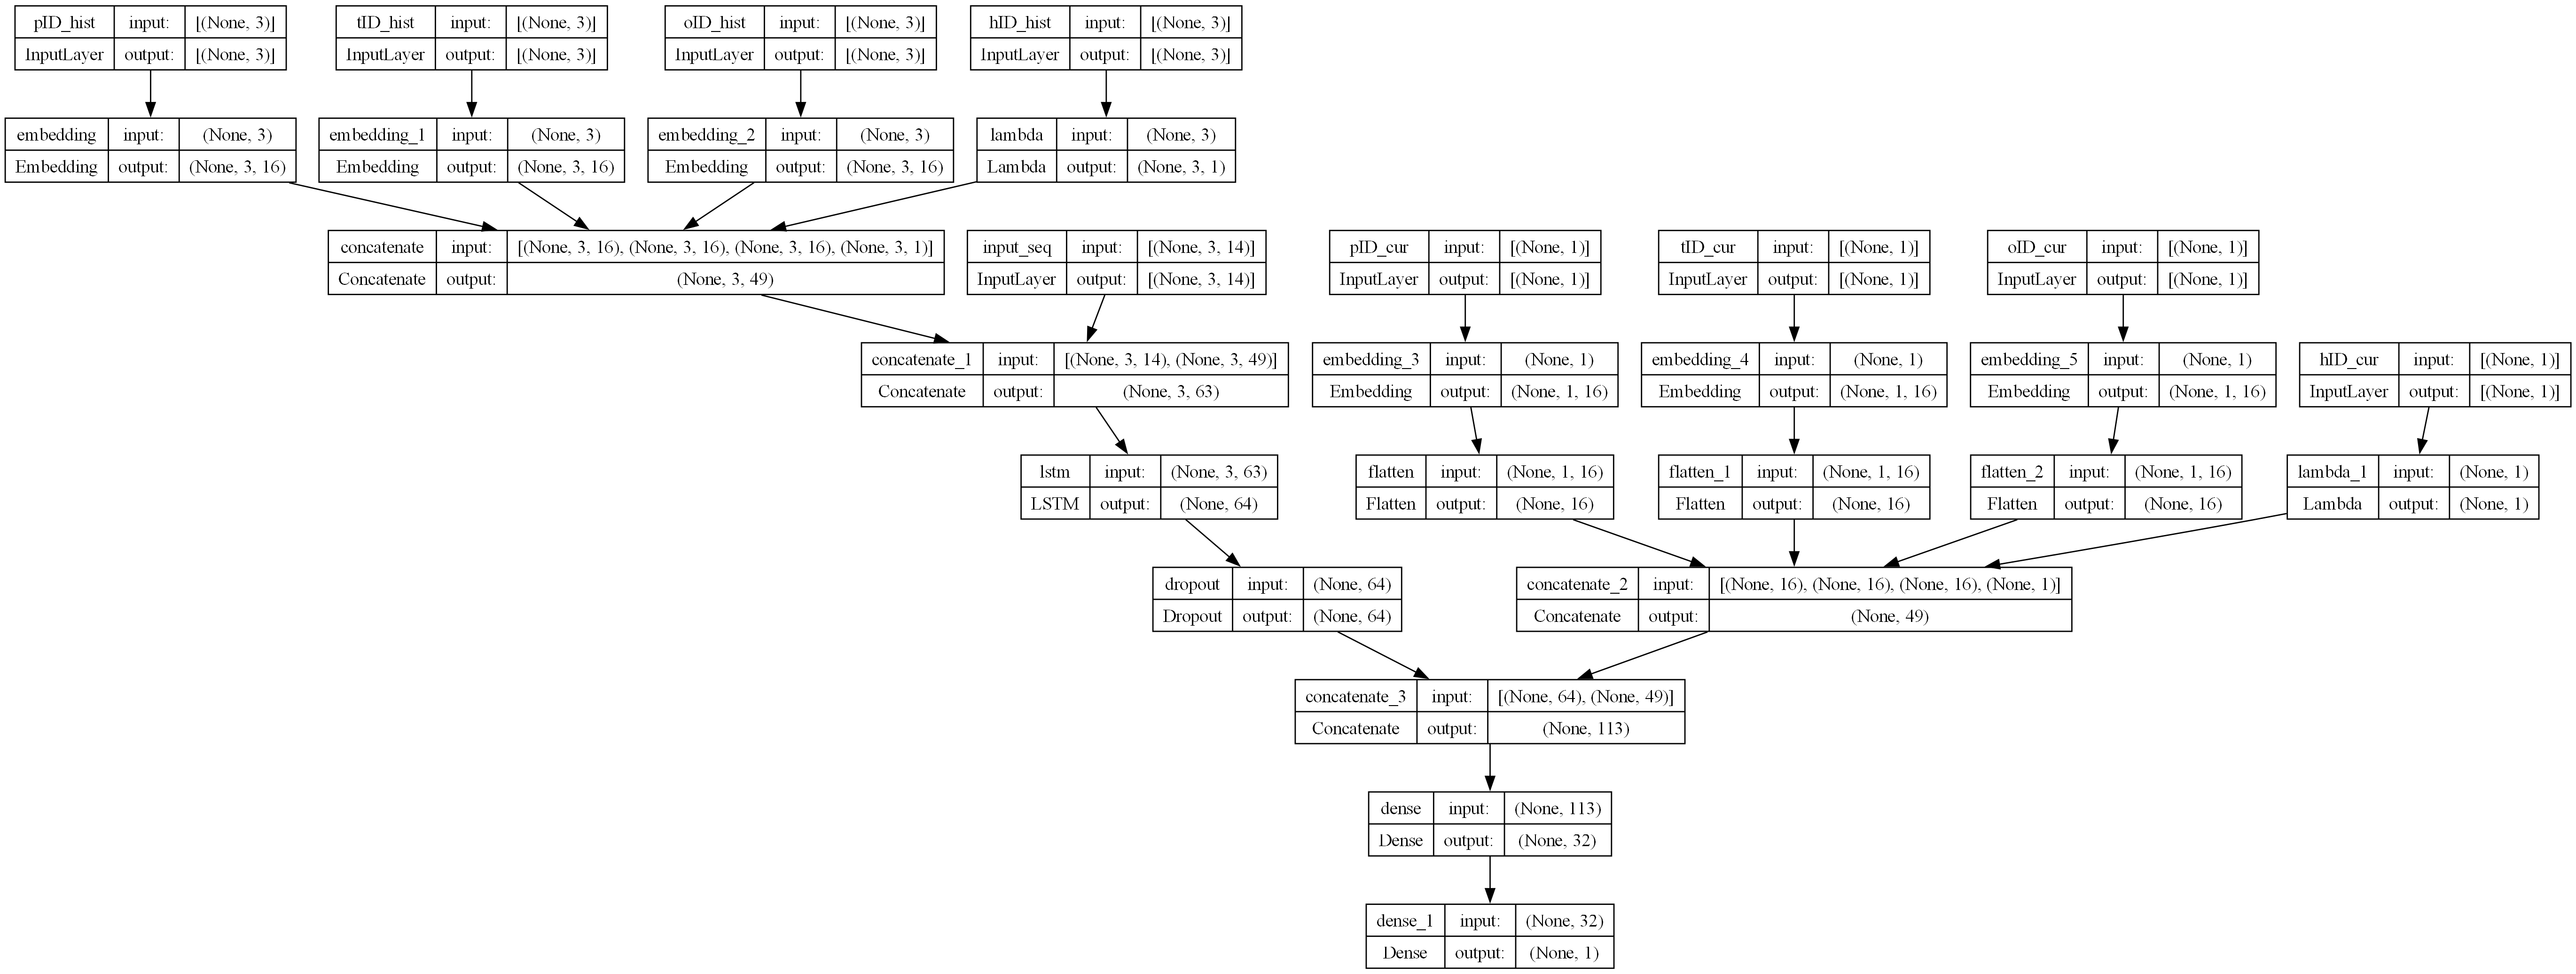 pID_hist input: [(None, 3)]
InputLayer output: [(None, 3)]
tID_hist input: [(None, 3)]
InputLayer output: [(None, 3)]
oID_hist input: [(None, 3)]
InputLayer output: [(None, 3)]
hID_hist input: [(None, 3)]
InputLayer output: [(None, 3)]
embedding input: (None, 3)
Embedding output: (None, 3, 16)
embedding_1 input: (None, 3)
Embedding output: (None, 3, 16)
embedding_2 input: (None, 3)
Embedding output: (None, 3, 16)
lambda input: (None, 3)
Lambda output: (None, 3, 1)
concatenate input: [(None, 3, 16), (None, 3, 16), (None, 3, 16), (None, 3, 1)]
Concatenate output: (None, 3, 49)
input_seq input: [(None, 3, 14)]
InputLayer output: [(None, 3, 14)]
pID_cur input: [(None, 1)]
InputLayer output: [(None, 1)]
tID_cur input: [(None, 1)]
InputLayer output: [(None, 1)]
oID_cur input: [(None, 1)]
InputLayer output: [(None, 1)]
concatenate_1 input: [(None, 3, 14), (None, 3, 49)]
Concatenate output: (None, 3, 63)
embedding_3 input: (None, 1)
Embedding output: (None, 1, 16)
embedding_4 input: (None, 1)
Embedding output: (None, 1, 16)
embedding_5 input: (None, 1)
Embedding output: (None, 1, 16)
hID_cur input: [(None, 1)]
InputLayer output: [(None, 1)]
lstm input: (None, 3, 63)
LSTM output: (None, 64)
flatten input: (None, 1, 16)
Flatten output: (None, 16)
flatten_1 input: (None, 1, 16)
Flatten output: (None, 16)
flatten_2 input: (None, 1, 16)
Flatten output: (None, 16)
lambda_1 input: (None, 1)
Lambda output: (None, 1)
dropout input: (None, 64)
Dropout output: (None, 64)
concatenate_2 input: [(None, 16), (None, 16), (None, 16), (None, 1)]
Concatenate output: (None, 49)
concatenate_3 input: [(None, 64), (None, 49)]
Concatenate output: (None, 113)
dense input: (None, 113)
Dense output: (None, 32)
dense_1 input: (None, 32)
Dense output: (None, 1)